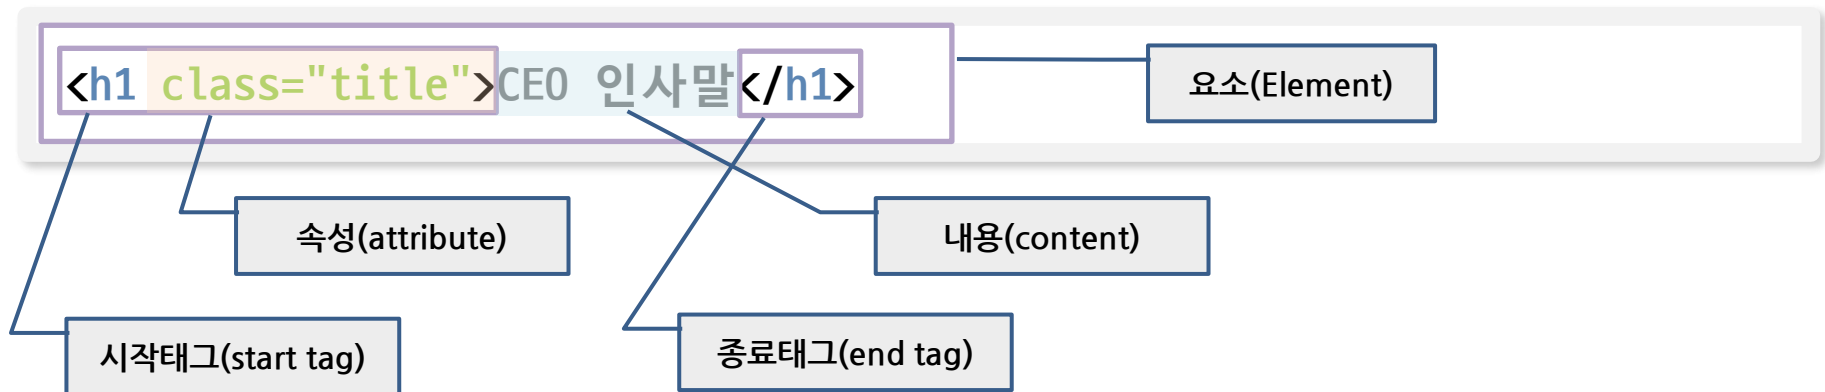 <h1 class="title">CEO 인사말</h1>
요소(Element)
속성(attribute)
내용(content)
시작태그(start tag)
종료태그(end tag)